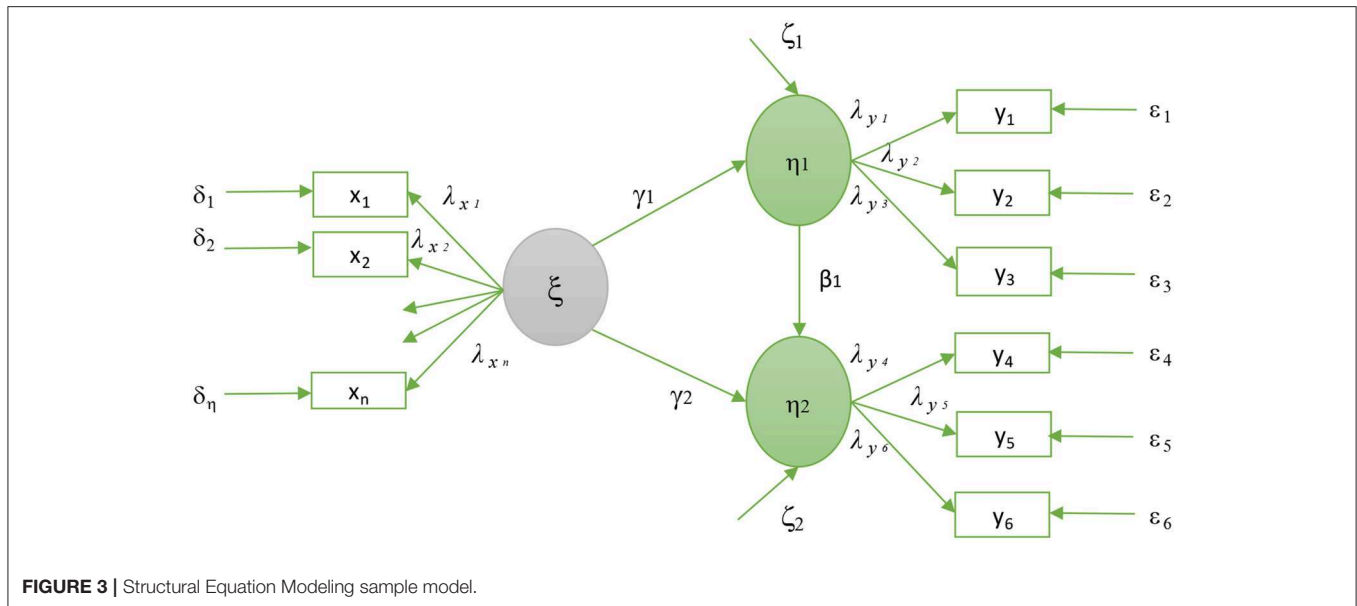 ζ1
λy1
y1
ε1
η1
λy2
y2
ε2
λy3
y3
ε3
δ1
x1
λx1
γ1
δ2
x2
λx2
ξ
β1
λxn
δη
xn
γ2
η2
λy4
y4
ε4
λy5
y5
ε5
λy6
y6
ε6
ζ2
FIGURE 3 | Structural Equation Modeling sample model.